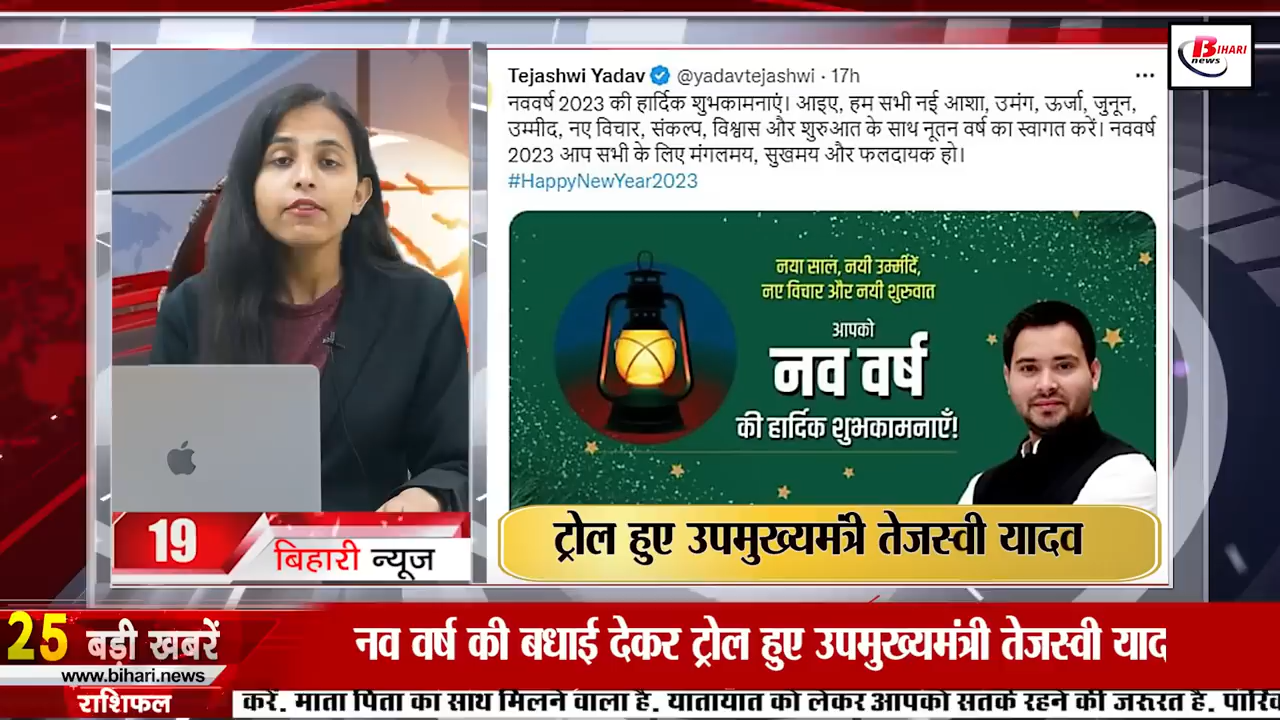 BIHARI
news
Tejashwi Yadav @yadavtejashwi · 17h
नववर्ष 2023 की हार्दिक शुभकामनाएं। आइए, हम सभी नई आशा, उमंग, ऊर्जा, जुनून,
उम्मीद, नए विचार, संकल्प, विश्वास और शुरुआत के साथ नूतन वर्ष का स्वागत करें। नववर्ष
2023 आप सभी के लिए मंगलमय, सुखमय और फलदायक हो।
#HappyNewYear2023
नया साल, नयी उम्मीदें,
नए विचार और नयी शुरुवात
आपको
नव वर्ष
की हार्दिक शुभकामनाएँ!
ट्रोल हुए उपमुख्यमंत्री तेजस्वी यादव
19
बिहारी न्यूज
25 बड़ी खबरें
www.bihari.news
नव वर्ष की बधाई देकर ट्रोल हुए उपमुख्यमंत्री तेजस्वी याद
राशिफल
करें. माता पिता का साथ मिलने वाला है. यातायात को लेकर आपको सतर्क रहने की जरूरत है.